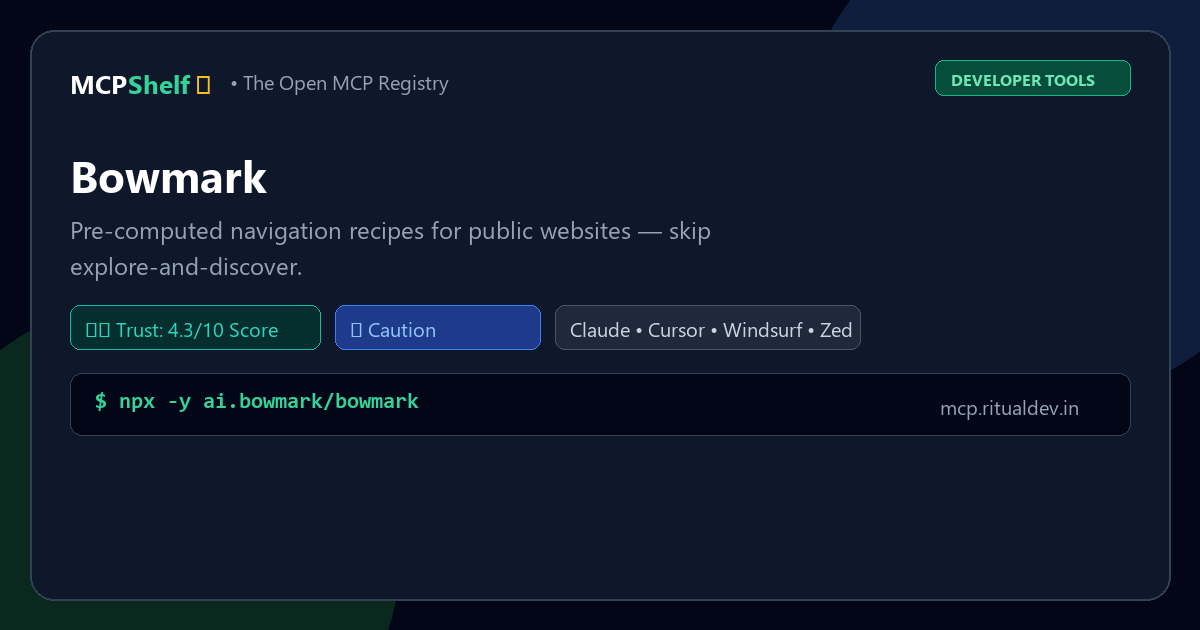 MCPShelf • The Open MCP Registry
DEVELOPER TOOLS
Bowmark
Pre-computed navigation recipes for public websites — skip
explore-and-discover.
Trust: 4.3/10 Score
Caution
Claude • Cursor • Windsurf • Zed
$ npx -y ai.bowmark/bowmark
mcp.ritualdev.in